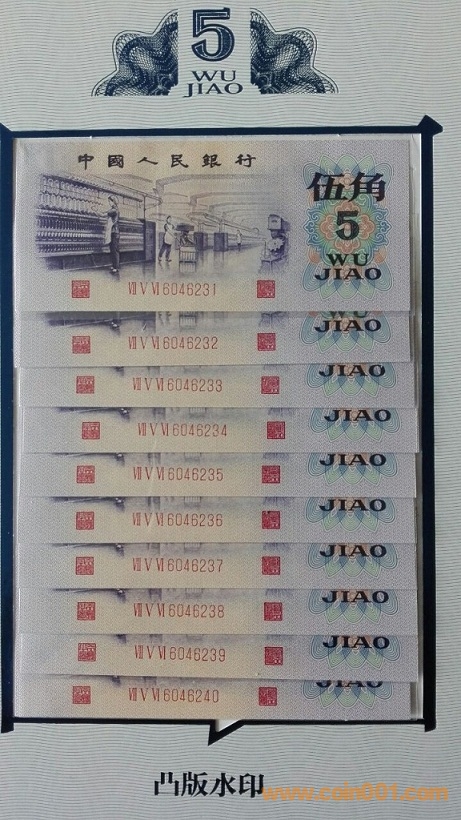 5
WU
JIAO
中國人民銀行
伍角
5
WU
JIAO
Ⅶ Ⅴ Ⅵ 6046231
JIAO
Ⅶ Ⅴ Ⅵ 6046232
JIAO
Ⅶ Ⅴ Ⅵ 6046233
JIAO
Ⅶ Ⅴ Ⅵ 6046234
JIAO
Ⅶ Ⅴ Ⅵ 6046235
JIAO
Ⅶ Ⅴ Ⅵ 6046236
JIAO
Ⅶ Ⅴ Ⅵ 6046237
JIAO
Ⅶ Ⅴ Ⅵ 6046238
JIAO
Ⅶ Ⅴ Ⅵ 6046239
JIAO
Ⅶ Ⅴ Ⅵ 6046240
凸版水印
www.coin001.com